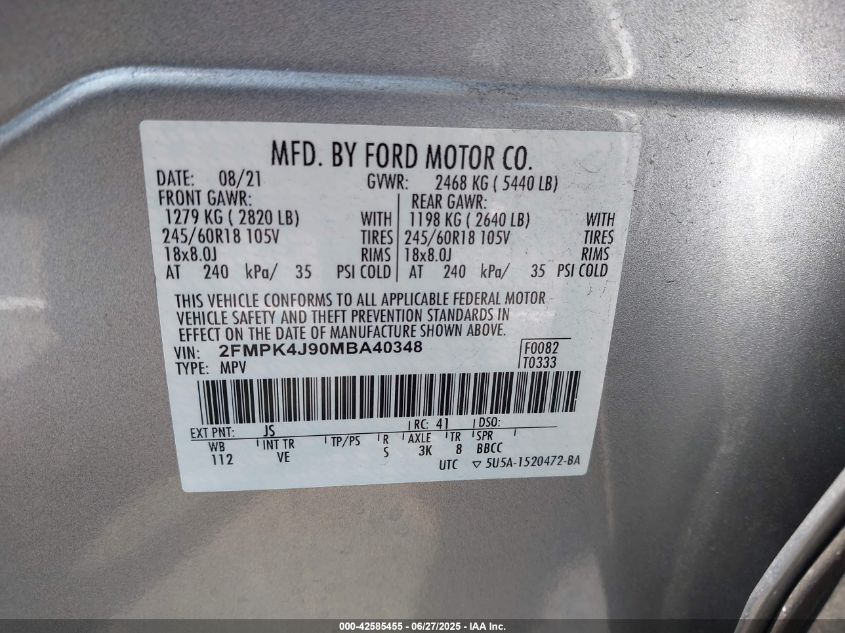 MFD. BY FORD MOTOR CO.
DATE: 08/21 GVWR: 2468 KG ( 5440 LB)
FRONT GAWR: REAR GAWR:
1279 KG ( 2820 LB) WITH 1198 KG ( 2640 LB) WITH
245/60R18 105V TIRES 245/60R18 105V TIRES
18x8.0J RIMS 18x8.0J RIMS
AT 240 kPa/ 35 PSI COLD AT 240 kPa/ 35 PSI COLD
THIS VEHICLE CONFORMS TO ALL APPLICABLE FEDERAL MOTOR
VEHICLE SAFETY AND THEFT PREVENTION STANDARDS IN
EFFECT ON THE DATE OF MANUFACTURE SHOWN ABOVE.
VIN: 2FMPK4J90MBA40348 F0082
TYPE: MPV T0333
EXT PNT: JS RC: 41 DSO:
WB INT TR TP/PS R AXLE TR SPR
112 VE S 3K 8 BBCC
UTC ▽ 5U5A-1520472-BA
000-42585455 - 06/27/2025 - IAA Inc.